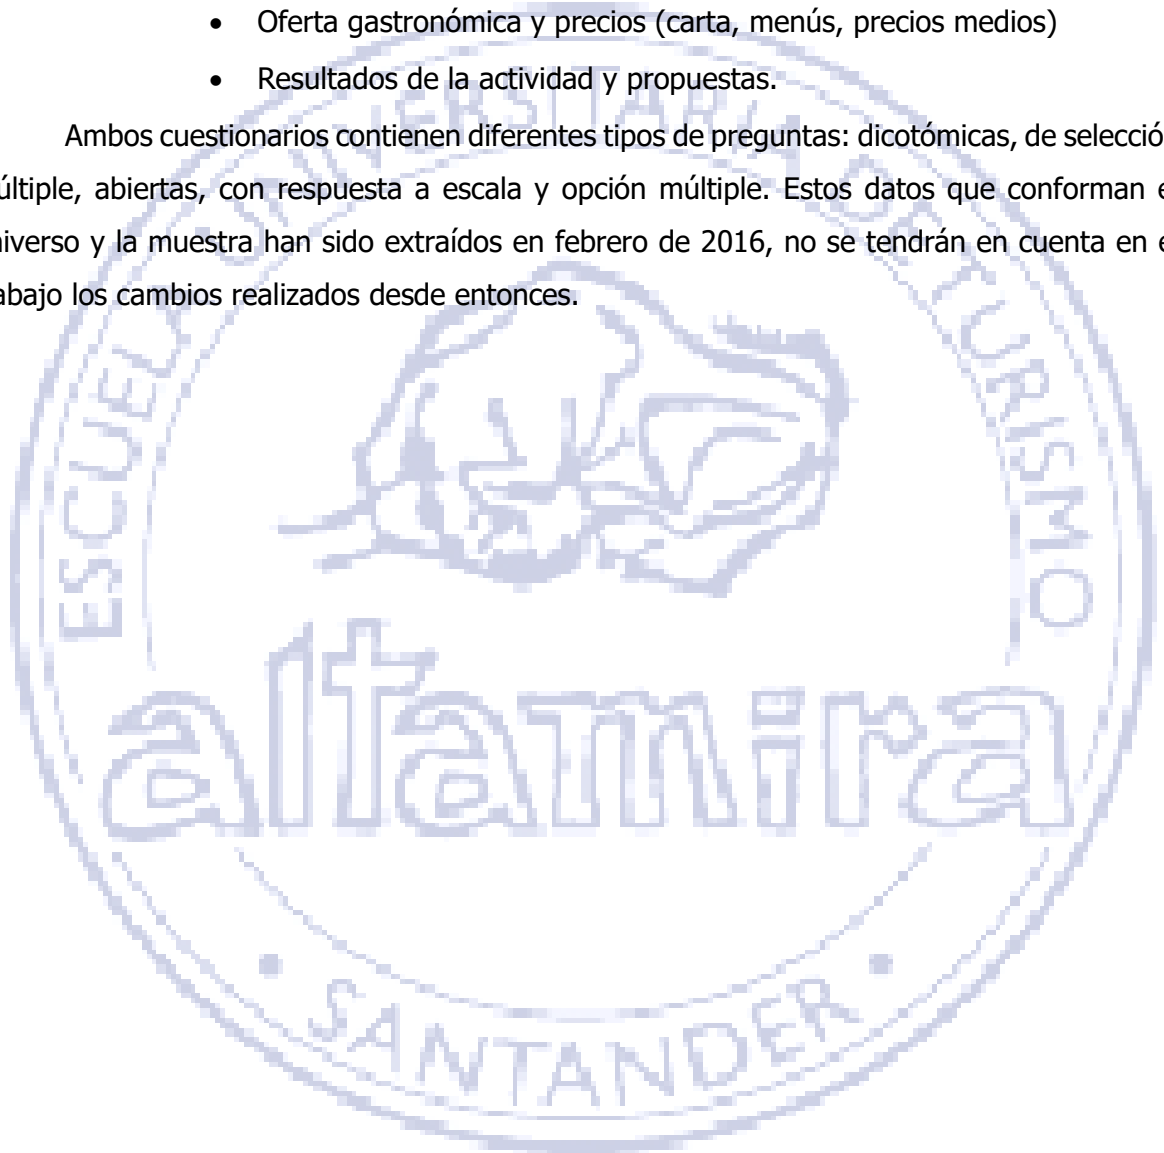 • Oferta gastronómica y precios (carta, menús, precios medios)
• Resultados de la actividad y propuestas.
Ambos cuestionarios contienen diferentes tipos de preguntas: dicotómicas, de selecció
últiple, abiertas, con respuesta a escala y opción múltiple. Estos datos que conforman e
niverso y la muestra han sido extraídos en febrero de 2016, no se tendrán en cuenta en e
abajo los cambios realizados desde entonces.
ESCUELA UNIVERSITARIA DE TURISMO
altamira
• SANTANDER •